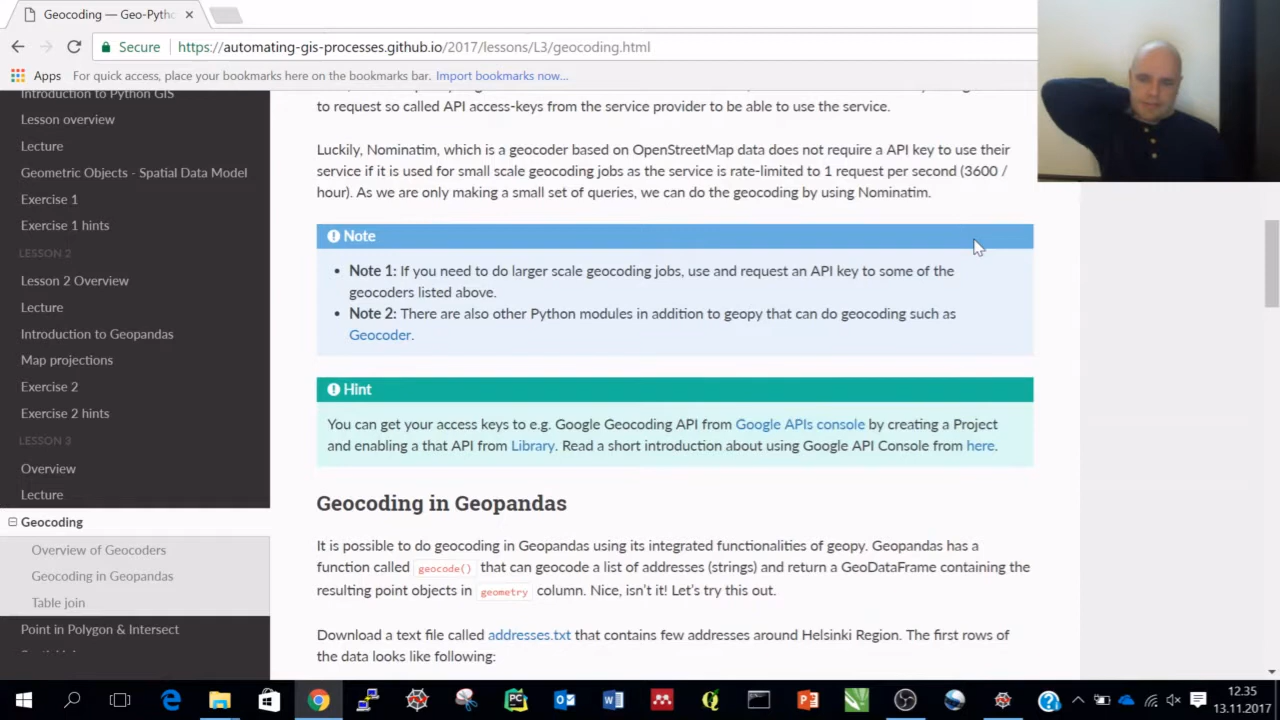 Geocoding — Geo-Pytho
Secure
https://automating-gis-processes.github.io/2017/lessons/L3/geocoding.html
Apps
For quick access, place your bookmarks here on the bookmarks bar. Import bookmarks now...
Introduction to Python GIS
Lesson overview
Lecture
Geometric Objects - Spatial Data Model
Exercise 1
Exercise 1 hints
LESSON 2
Lesson 2 Overview
Lecture
Introduction to Geopandas
Map projections
Exercise 2
Exercise 2 hints
LESSON 3
Overview
Lecture
Geocoding
Overview of Geocoders
Geocoding in Geopandas
Table join
Point in Polygon & Intersect
to request so called API access-keys from the service provider to be able to use the service.
Luckily, Nominatim, which is a geocoder based on OpenStreetMap data does not require a API key to use their
service if it is used for small scale geocoding jobs as the service is rate-limited to 1 request per second (3600 /
hour). As we are only making a small set of queries, we can do the geocoding by using Nominatim.
Note
• Note 1: If you need to do larger scale geocoding jobs, use and request an API key to some of the
geocoders listed above.
• Note 2: There are also other Python modules in addition to geopy that can do geocoding such as
Geocoder.
Hint
You can get your access keys to e.g. Google Geocoding API from Google APIs console by creating a Project
and enabling a that API from Library. Read a short introduction about using Google API Console from here.
Geocoding in Geopandas
It is possible to do geocoding in Geopandas using its integrated functionalities of geopy. Geopandas has a
function called geocode() that can geocode a list of addresses (strings) and return a GeoDataFrame containing the
resulting point objects in geometry column. Nice, isn't it! Let's try this out.
Download a text file called addresses.txt that contains few addresses around Helsinki Region. The first rows of
the data looks like following:
12.35
13.11.2017